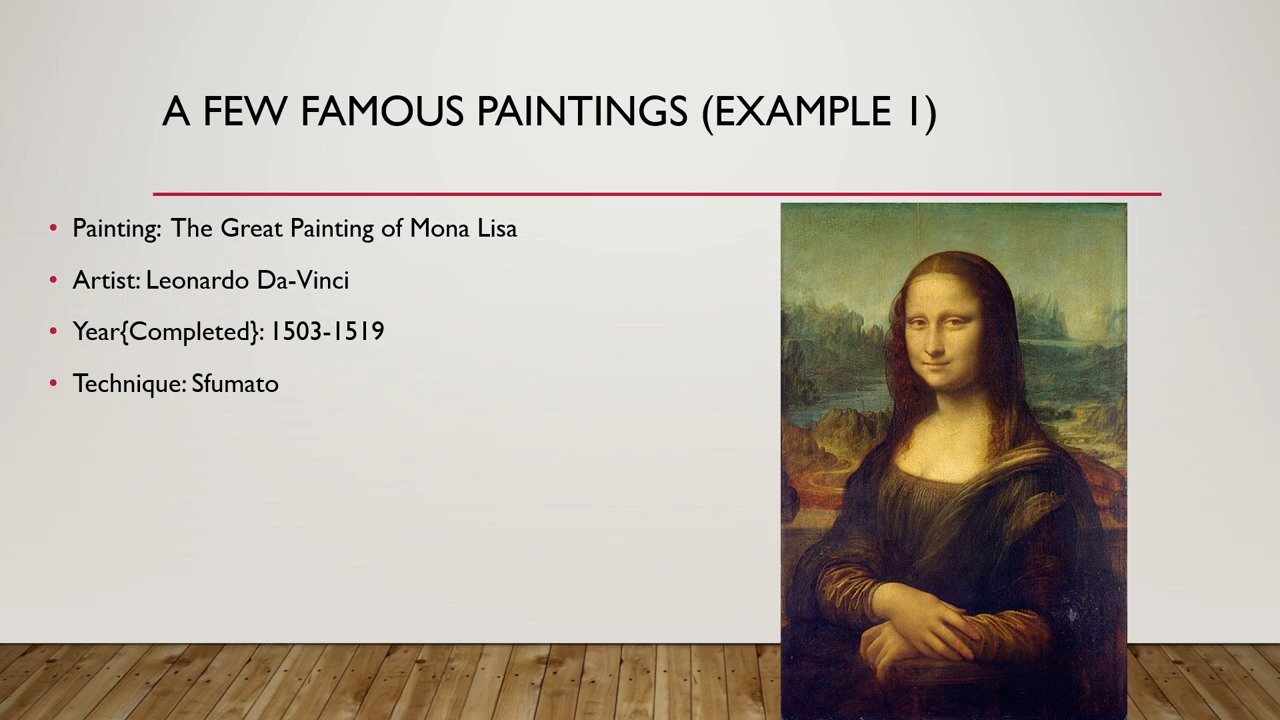 A FEW FAMOUS PAINTINGS (EXAMPLE 1)
• Painting: The Great Painting of Mona Lisa
• Artist: Leonardo Da-Vinci
• Year{Completed}: 1503-1519
• Technique: Sfumato